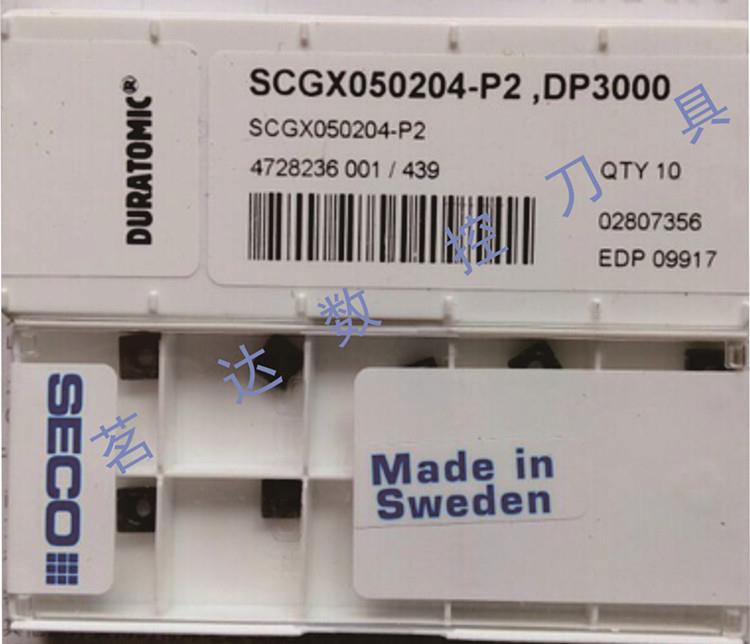 DURATOMIC®
SCGX050204-P2 ,DP3000
SCGX050204-P2
4728236 001 / 439
QTY 10
02807356
EDP 09917
茗达数控刀具
SECO
Made in
Sweden